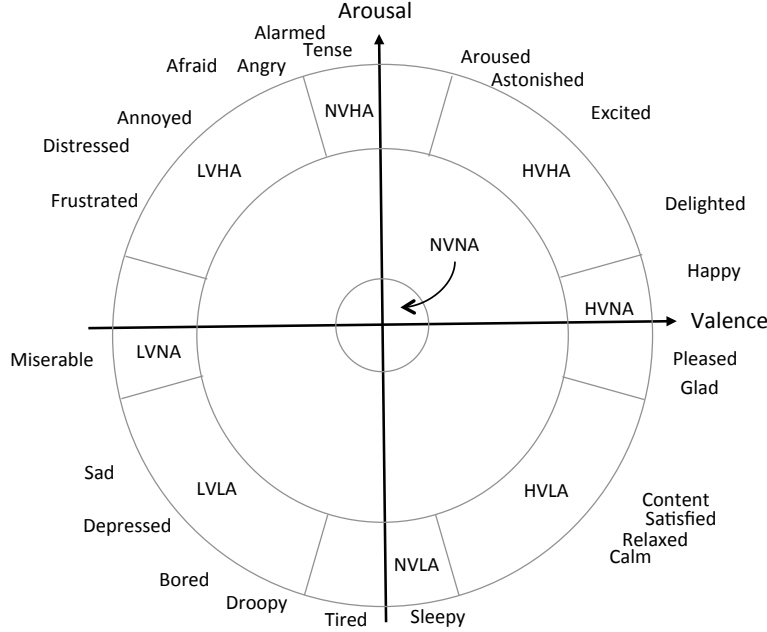 Arousal
Alarmed
Tense
Aroused
Afraid
Angry
Astonished
Annoyed
NVHA
Excited
Distressed
LVHA
HVHA
Frustrated
Delighted
NVNA
Happy
HVNA
Valence
Miserable
LVNA
Pleased
Glad
Sad
LVLA
HVLA
Content
Satisfied
Depressed
Relaxed
Calm
NVLA
Bored
Droopy
Tired
Sleepy